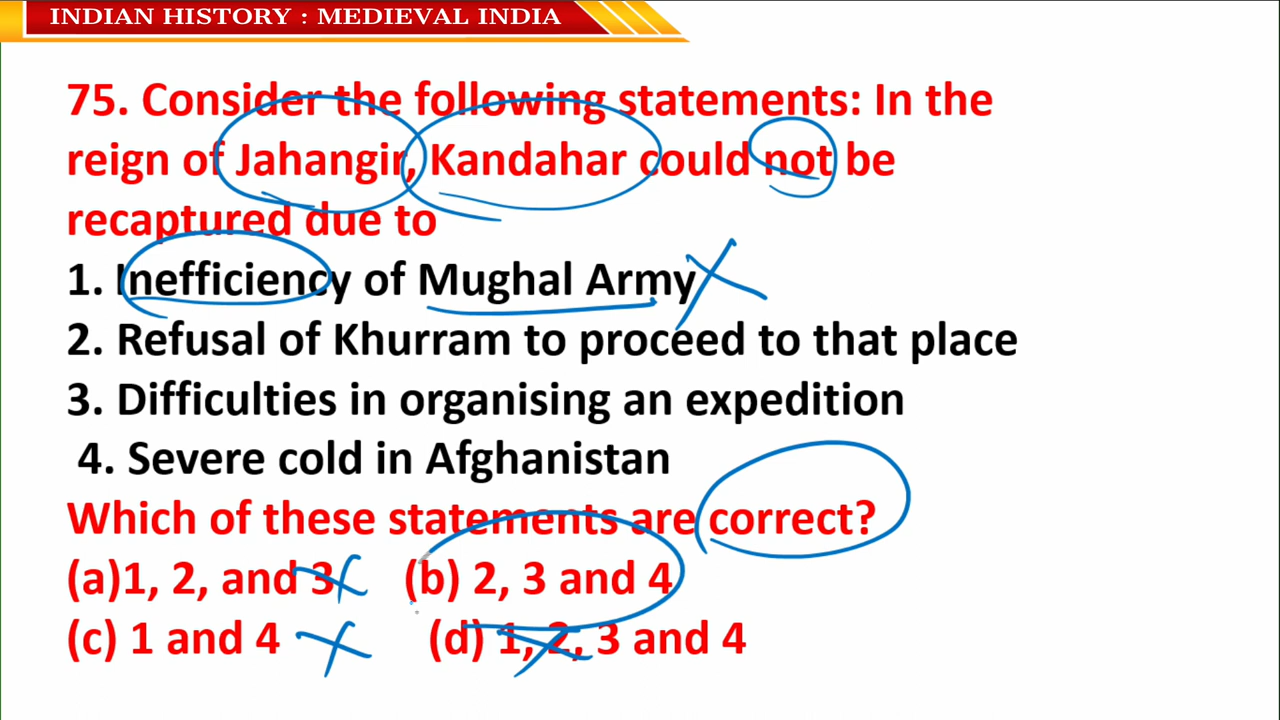 INDIAN HISTORY : MEDIEVAL INDIA
75. Consider the following statements: In the
reign of Jahangir, Kandahar could not be
recaptured due to
1. Inefficiency of Mughal Army
2. Refusal of Khurram to proceed to that place
3. Difficulties in organising an expedition
4. Severe cold in Afghanistan
Which of these statements are correct?
(a)1, 2, and 3 (b) 2, 3 and 4
(c) 1 and 4 (d) 1, 2, 3 and 4